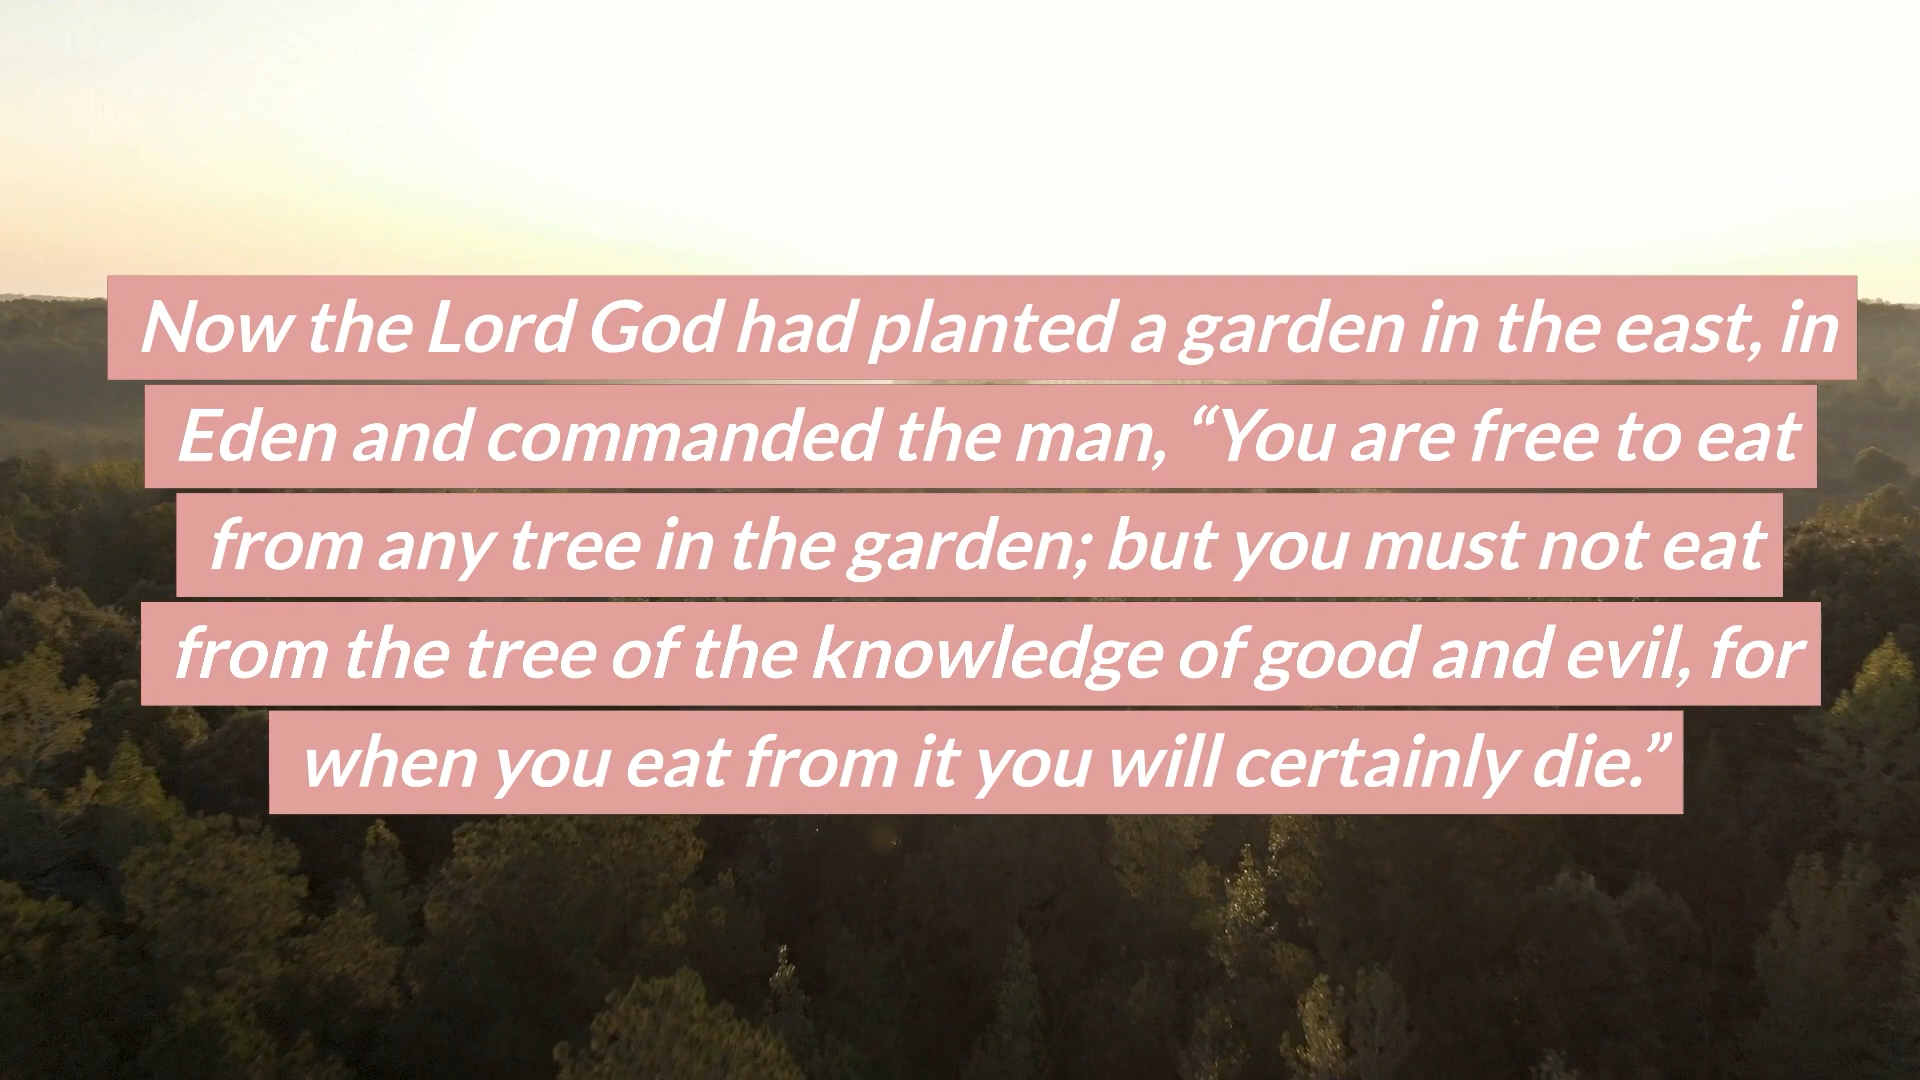 Now the Lord God had planted a garden in the east, in
Eden and commanded the man, “You are free to eat
from any tree in the garden; but you must not eat
from the tree of the knowledge of good and evil, for
when you eat from it you will certainly die.”